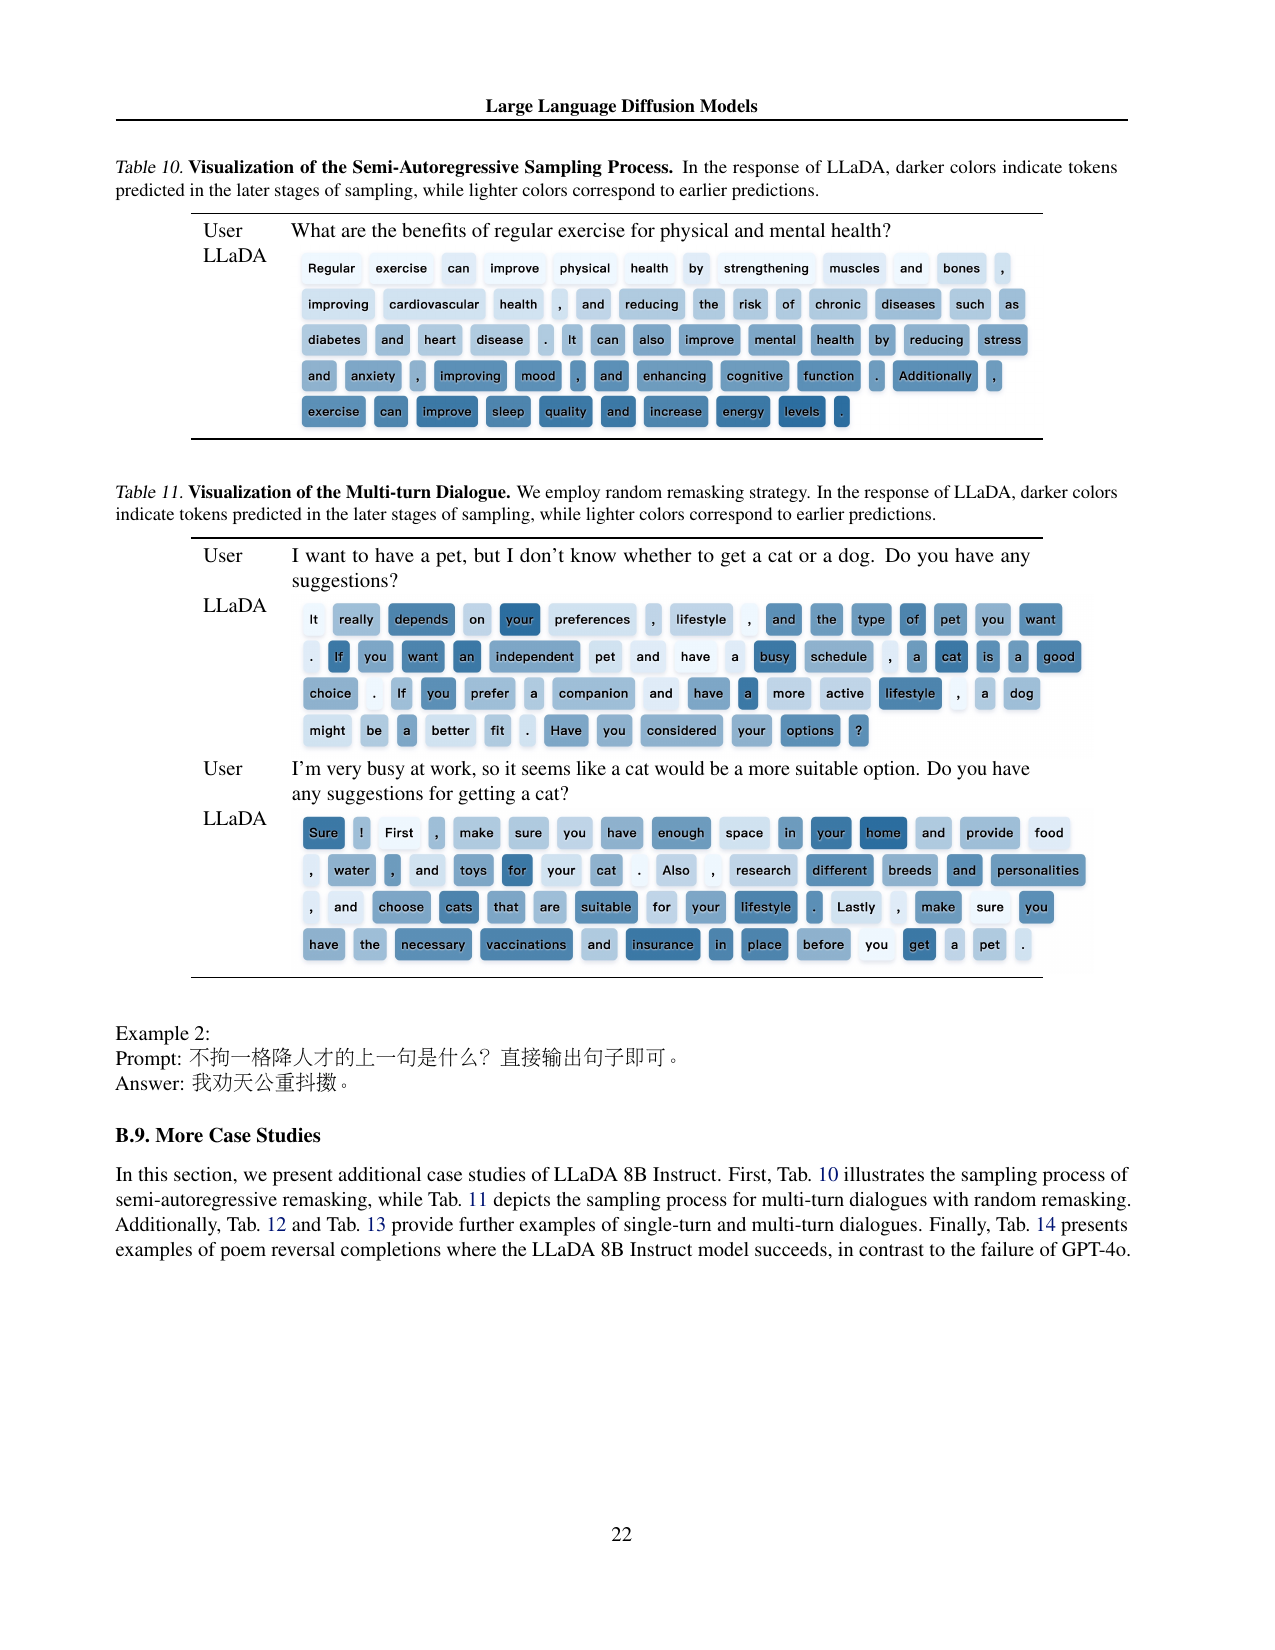 Large Language Diffusion Models
Table 10. Visualization of the Semi-Autoregressive Sampling Process. In the response of LLaDA, darker colors indicate tokens
predicted in the later stages of sampling, while lighter colors correspond to earlier predictions.
User What are the benefits of regular exercise for physical and mental health?
LLaDA
Regular exercise can improve physical health by strengthening muscles and bones ,
improving cardiovascular health , and reducing the risk of chronic diseases such as
diabetes and heart disease . It can also improve mental health by reducing stress
and anxiety , improving mood , and enhancing cognitive function . Additionally ,
exercise can improve sleep quality and increase energy levels .
Table 11. Visualization of the Multi-turn Dialogue. We employ random remasking strategy. In the response of LLaDA, darker colors
indicate tokens predicted in the later stages of sampling, while lighter colors correspond to earlier predictions.
User I want to have a pet, but I don't know whether to get a cat or a dog. Do you have any
suggestions?
LLaDA
It really depends on your preferences , lifestyle , and the type of pet you want
. If you want an independent pet and have a busy schedule , a cat is a good
choice . If you prefer a companion and have a more active lifestyle , a dog
might be a better fit . Have you considered your options ?
User I'm very busy at work, so it seems like a cat would be a more suitable option. Do you have
any suggestions for getting a cat?
LLaDA
Sure ! First , make sure you have enough space in your home and provide food
, water , and toys for your cat . Also , research different breeds and personalities
, and choose cats that are suitable for your lifestyle . Lastly , make sure you
have the necessary vaccinations and insurance in place before you get a pet .
Example 2:
Prompt: 不拘一格降人才的上一句是什么？直接输出句子即可。
Answer: 我劝天公重抖擞。
B.9. More Case Studies
In this section, we present additional case studies of LLaDA 8B Instruct. First, Tab. 10 illustrates the sampling process of
semi-autoregressive remasking, while Tab. 11 depicts the sampling process for multi-turn dialogues with random remasking.
Additionally, Tab. 12 and Tab. 13 provide further examples of single-turn and multi-turn dialogues. Finally, Tab. 14 presents
examples of poem reversal completions where the LLaDA 8B Instruct model succeeds, in contrast to the failure of GPT-4o.
22